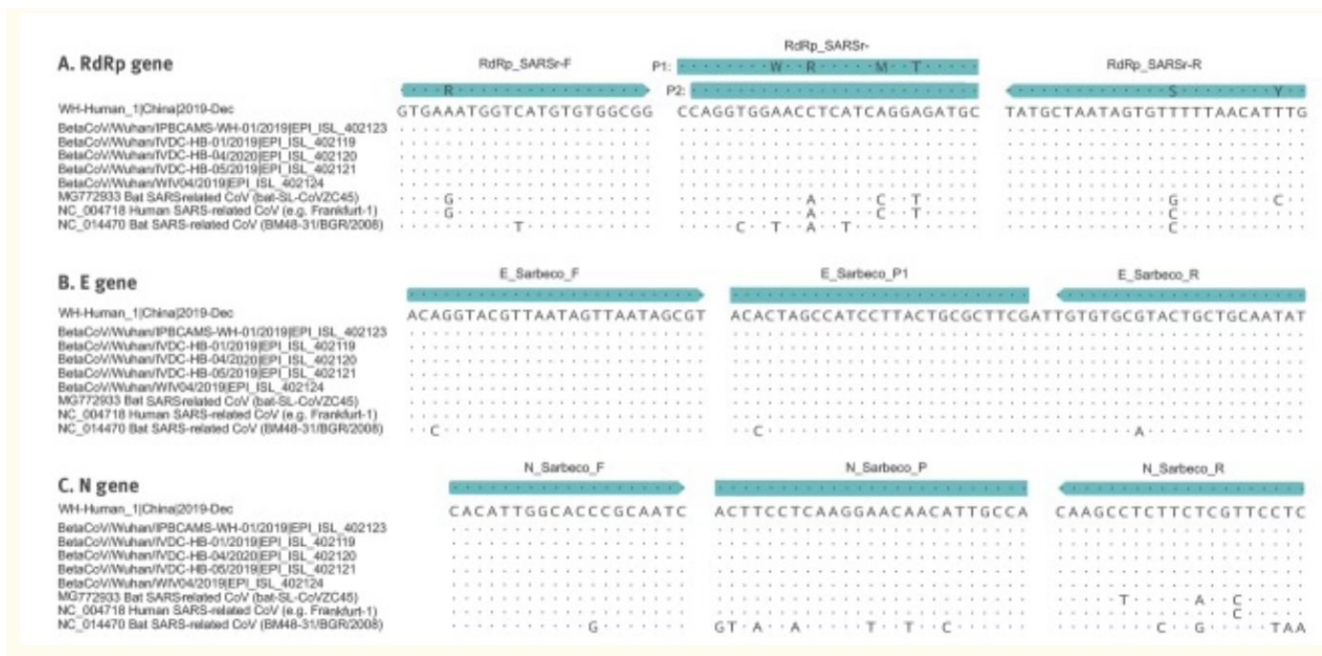 A. RdRp gene
RdRp_SARSr-F
RdRp_SARSr-
P1: W R M T
RdRp_SARSr-R
R
P2:
S Y
WH-Human_1|China|2019-Dec GTGAAATGGTCATGTGTGGCGG CCAGGTGGAACCTCATCAGGAGATGC TATGCTAATAGTGTTTTTAACATTTG
BetaCoV/Wuhan/IPBCAMS-WH-01/2019|EPI_ISL_402123
BetaCoV/Wuhan/IVDC-HB-01/2019|EPI_ISL_402119
BetaCoV/Wuhan/IVDC-HB-04/2020|EPI_ISL_402120
BetaCoV/Wuhan/IVDC-HB-05/2019|EPI_ISL_402121
BetaCoV/Wuhan/WIV04/2019|EPI_ISL_402124
MG772933 Bat SARSrelated CoV (bat-SL-CoVZC45) G A C T G C
NC_004718 Human SARS-related CoV (e.g. Frankfurt-1) G A C T C
NC_014470 Bat SARS-related CoV (BM48-31/BGR/2008) T C T A T C
B. E gene
E_Sarbeco_F E_Sarbeco_P1 E_Sarbeco_R
WH-Human_1|China|2019-Dec ACAGGTACGTTAATAGTTAATAGCGT ACACTAGCCATCCTTACTGCGCTTCGATTGTGTGCGTACTGCTGCAATAT
BetaCoV/Wuhan/IPBCAMS-WH-01/2019|EPI_ISL_402123
BetaCoV/Wuhan/IVDC-HB-01/2019|EPI_ISL_402119
BetaCoV/Wuhan/IVDC-HB-04/2020|EPI_ISL_402120
BetaCoV/Wuhan/IVDC-HB-05/2019|EPI_ISL_402121
BetaCoV/Wuhan/WIV04/2019|EPI_ISL_402124
MG772933 Bat SARSrelated CoV (bat-SL-CoVZC45)
NC_004718 Human SARS-related CoV (e.g. Frankfurt-1)
NC_014470 Bat SARS-related CoV (BM48-31/BGR/2008) C C A
C. N gene
N_Sarbeco_F N_Sarbeco_P N_Sarbeco_R
WH-Human_1|China|2019-Dec CACATTGGCACCCGCAATC ACTTCCTCAAGGAACAACATTGCCA CAAGCCTCTTCTCGTTCCTC
BetaCoV/Wuhan/IPBCAMS-WH-01/2019|EPI_ISL_402123
BetaCoV/Wuhan/IVDC-HB-01/2019|EPI_ISL_402119
BetaCoV/Wuhan/IVDC-HB-04/2020|EPI_ISL_402120
BetaCoV/Wuhan/IVDC-HB-05/2019|EPI_ISL_402121
BetaCoV/Wuhan/WIV04/2019|EPI_ISL_402124
MG772933 Bat SARS-related CoV (bat-SL-CoVZC45) T A C
NC_004718 Human SARS-related CoV (e.g. Frankfurt-1) C
NC_014470 Bat SARS-related CoV (BM48-31/BGR/2008) G GT A A T T C C G TAA